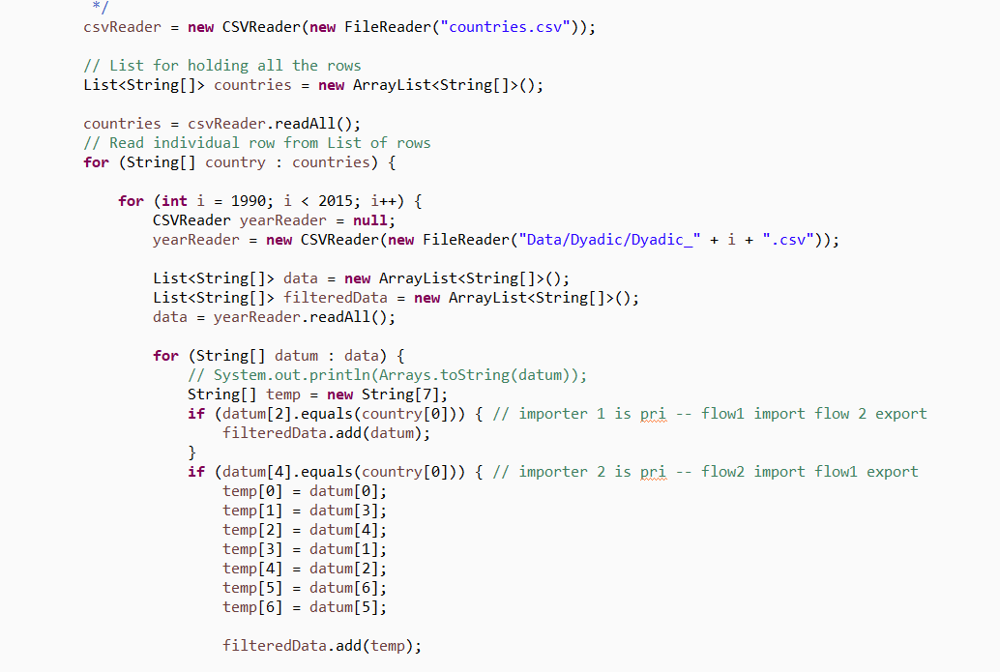 */
csvReader = new CSVReader(new FileReader("countries.csv"));
// List for holding all the rows
List<String[]> countries = new ArrayList<String[]>();
countries = csvReader.readAll();
// Read individual row from List of rows
for (String[] country : countries) {
for (int i = 1990; i < 2015; i++) {
CSVReader yearReader = null;
yearReader = new CSVReader(new FileReader("Data/Dyadic/Dyadic_" + i + ".csv"));
List<String[]> data = new ArrayList<String[]>();
List<String[]> filteredData = new ArrayList<String[]>();
data = yearReader.readAll();
for (String[] datum : data) {
// System.out.println(Arrays.toString(datum));
String[] temp = new String[7];
if (datum[2].equals(country[0])) { // importer 1 is pri -- flow1 import flow 2 export
filteredData.add(datum);
}
if (datum[4].equals(country[0])) { // importer 2 is pri -- flow2 import flow1 export
temp[0] = datum[0];
temp[1] = datum[3];
temp[2] = datum[4];
temp[3] = datum[1];
temp[4] = datum[2];
temp[5] = datum[6];
temp[6] = datum[5];
filteredData.add(temp);